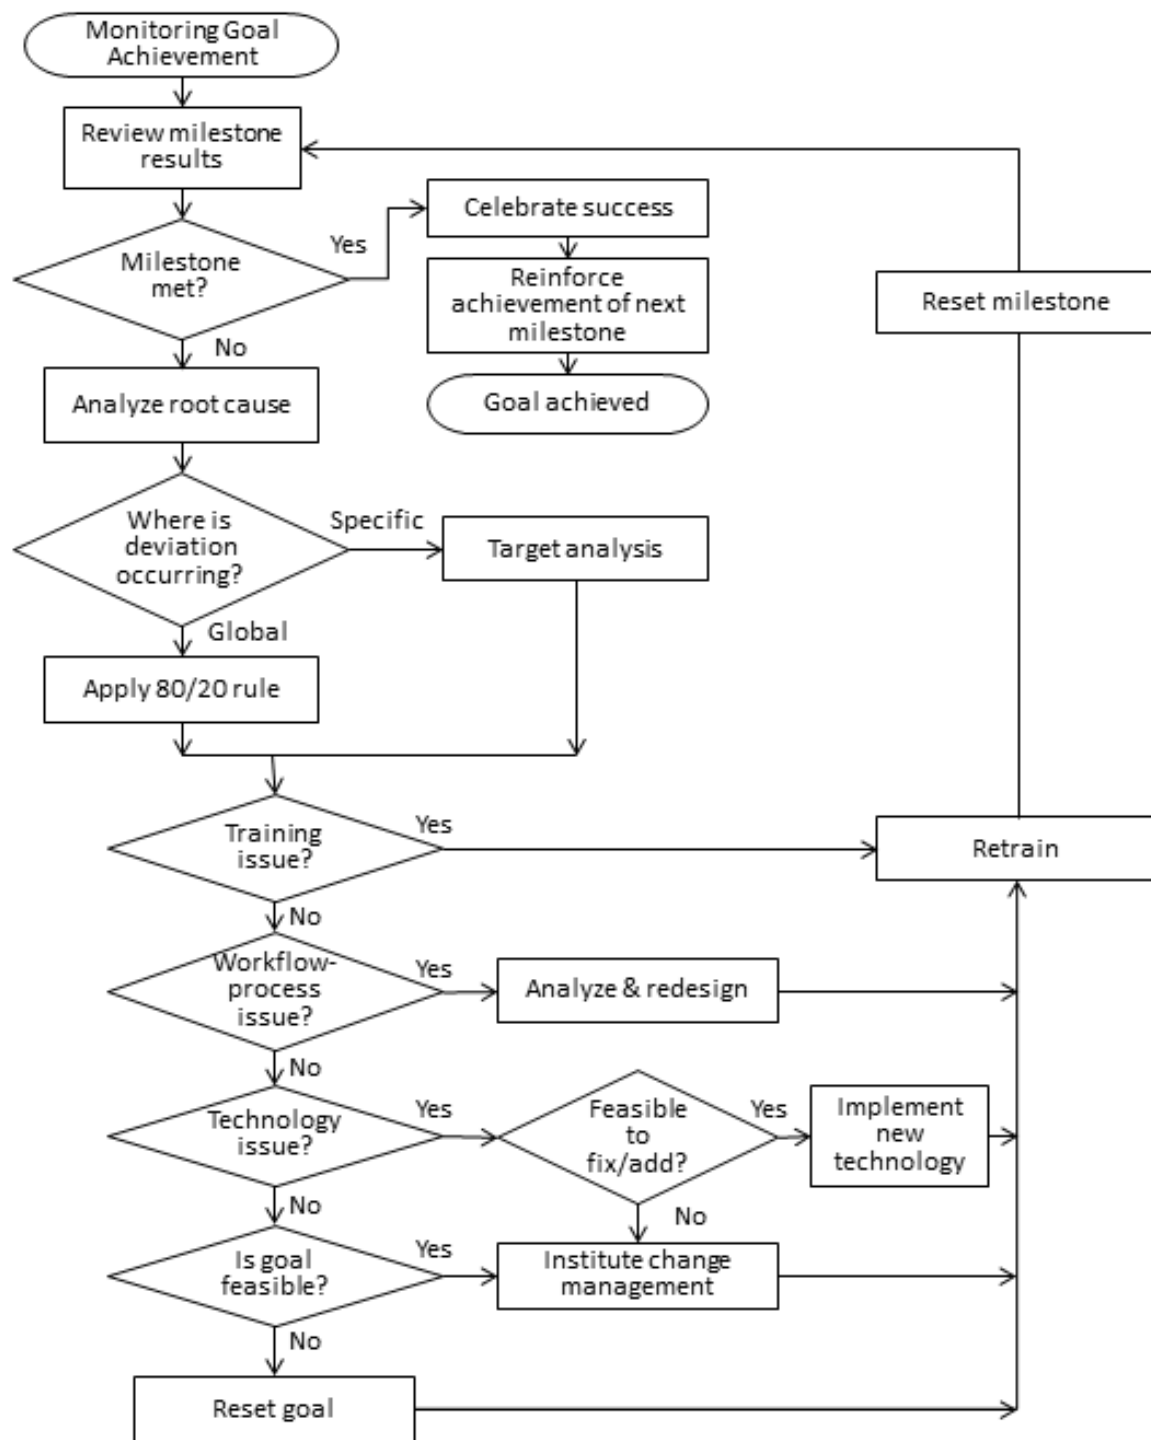 Monitoring Goal
Achievement
Review milestone
results
Milestone
met?
Yes
Celebrate success
Reinforce
achievement of next
milestone
Goal achieved
Reset milestone
No
Analyze root cause
Where is
deviation
occurring?
Specific
Target analysis
Global
Apply 80/20 rule
Training
issue?
Yes
Retrain
No
Workflow-
process
issue?
Yes
Analyze & redesign
No
Technology
issue?
Yes
Feasible
to
fix/add?
Yes
Implement
new
technology
No
No
Is goal
feasible?
Yes
Institute change
management
No
Reset goal